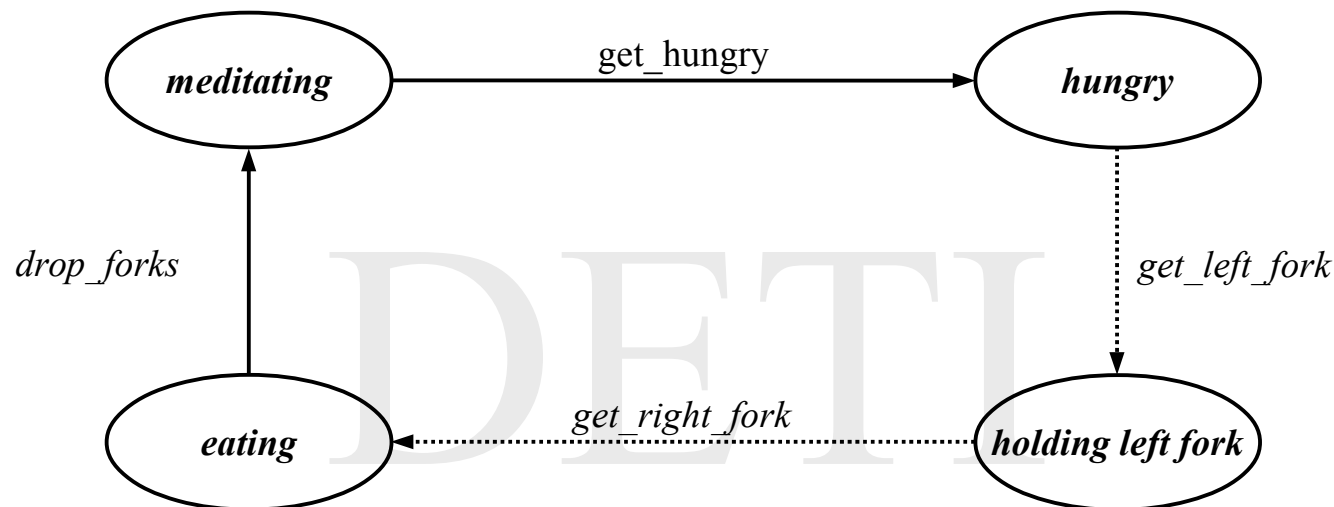 get_hungry
meditating
hungry
drop_forks
get_left_fork
DETI
get_right_fork
eating
holding left fork